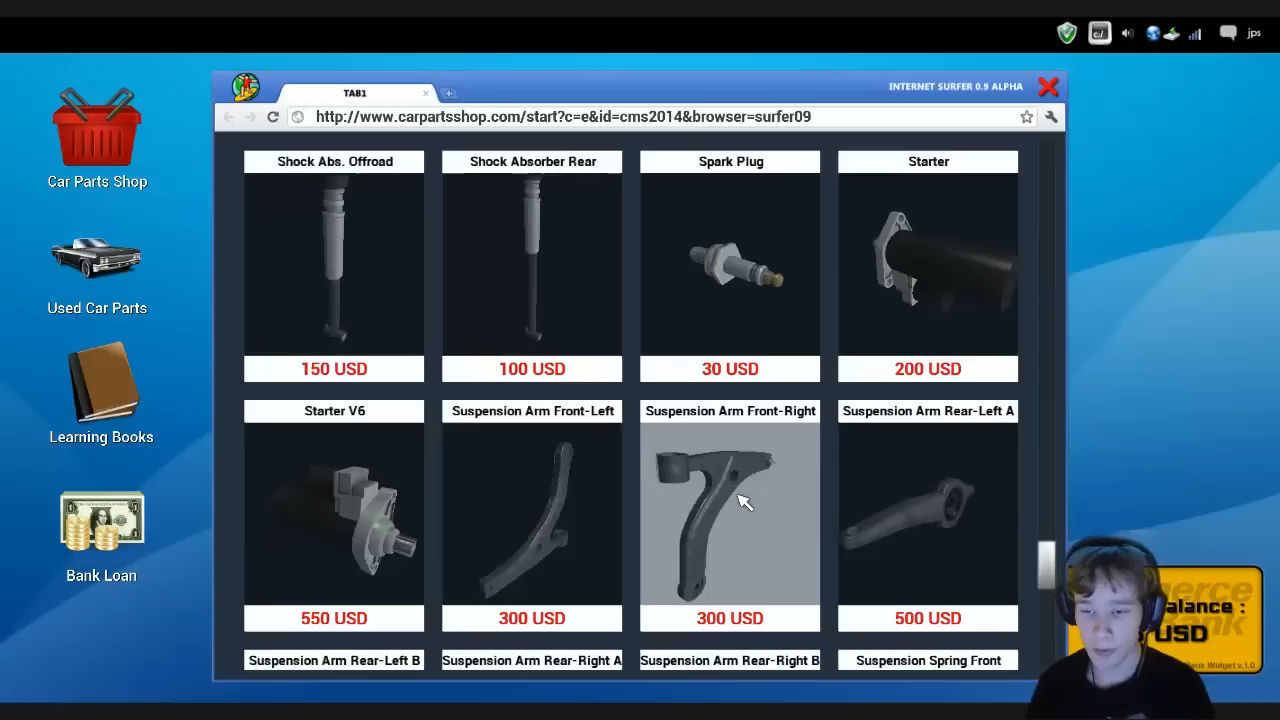 jps
TAB1
INTERNET SURFER 0.9 ALPHA
http://www.carpartsshop.com/start?c=e&id=cms2014&browser=surfer09
Car Parts Shop
Used Car Parts
Learning Books
Bank Loan
Shock Abs. Offroad
Shock Absorber Rear
Spark Plug
Starter
150 USD
100 USD
30 USD
200 USD
Starter V6
Suspension Arm Front-Left
Suspension Arm Front-Right
Suspension Arm Rear-Left A
550 USD
300 USD
300 USD
500 USD
Suspension Arm Rear-Left B
Suspension Arm Rear-Right A
Suspension Arm Rear-Right B
Suspension Spring Front
USD
Widget v.1.0